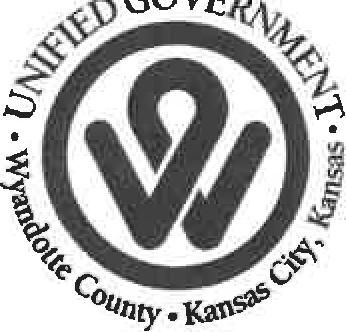 UNIFIED GOVERNMENT
• Wyandotte County • Kansas City, Kansas •